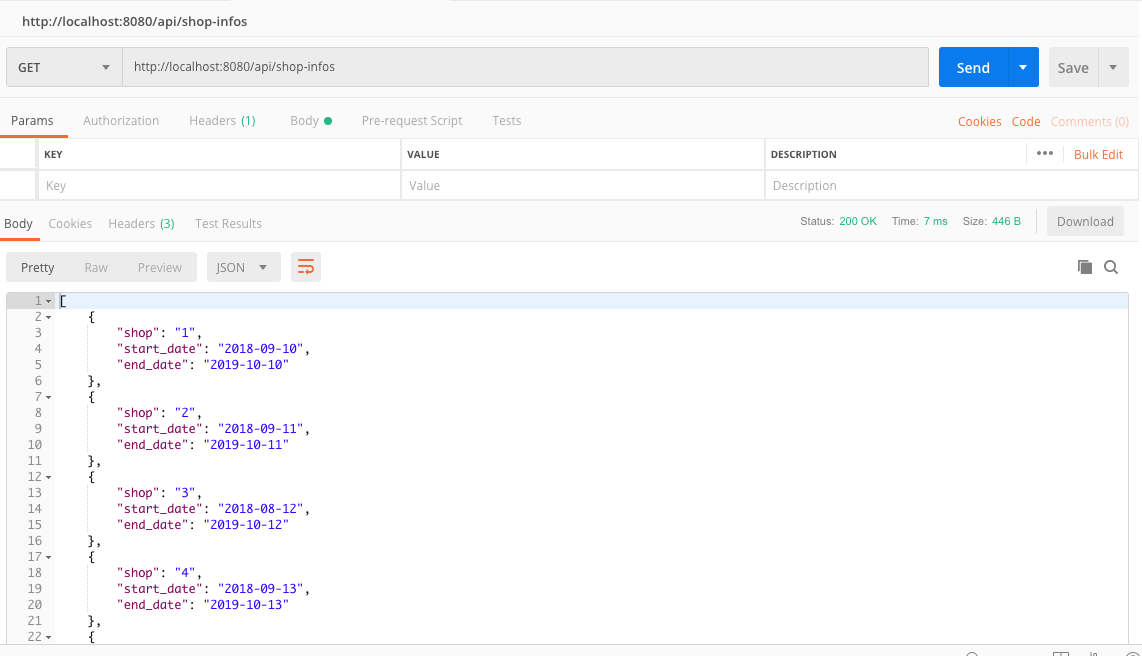 http://localhost:8080/api/shop-infos
GET http://localhost:8080/api/shop-infos Send Save
Params Authorization Headers (1) Body Pre-request Script Tests Cookies Code Comments (0)
KEY VALUE DESCRIPTION ••• Bulk Edit
Key Value Description
Body Cookies Headers (3) Test Results Status: 200 OK Time: 7 ms Size: 446 B Download
Pretty Raw Preview JSON
1 [
2 {
3 "shop": "1",
4 "start_date": "2018-09-10",
5 "end_date": "2019-10-10"
6 },
7 {
8 "shop": "2",
9 "start_date": "2018-09-11",
10 "end_date": "2019-10-11"
11 },
12 {
13 "shop": "3",
14 "start_date": "2018-08-12",
15 "end_date": "2019-10-12"
16 },
17 {
18 "shop": "4",
19 "start_date": "2018-09-13",
20 "end_date": "2019-10-13"
21 },
22 {